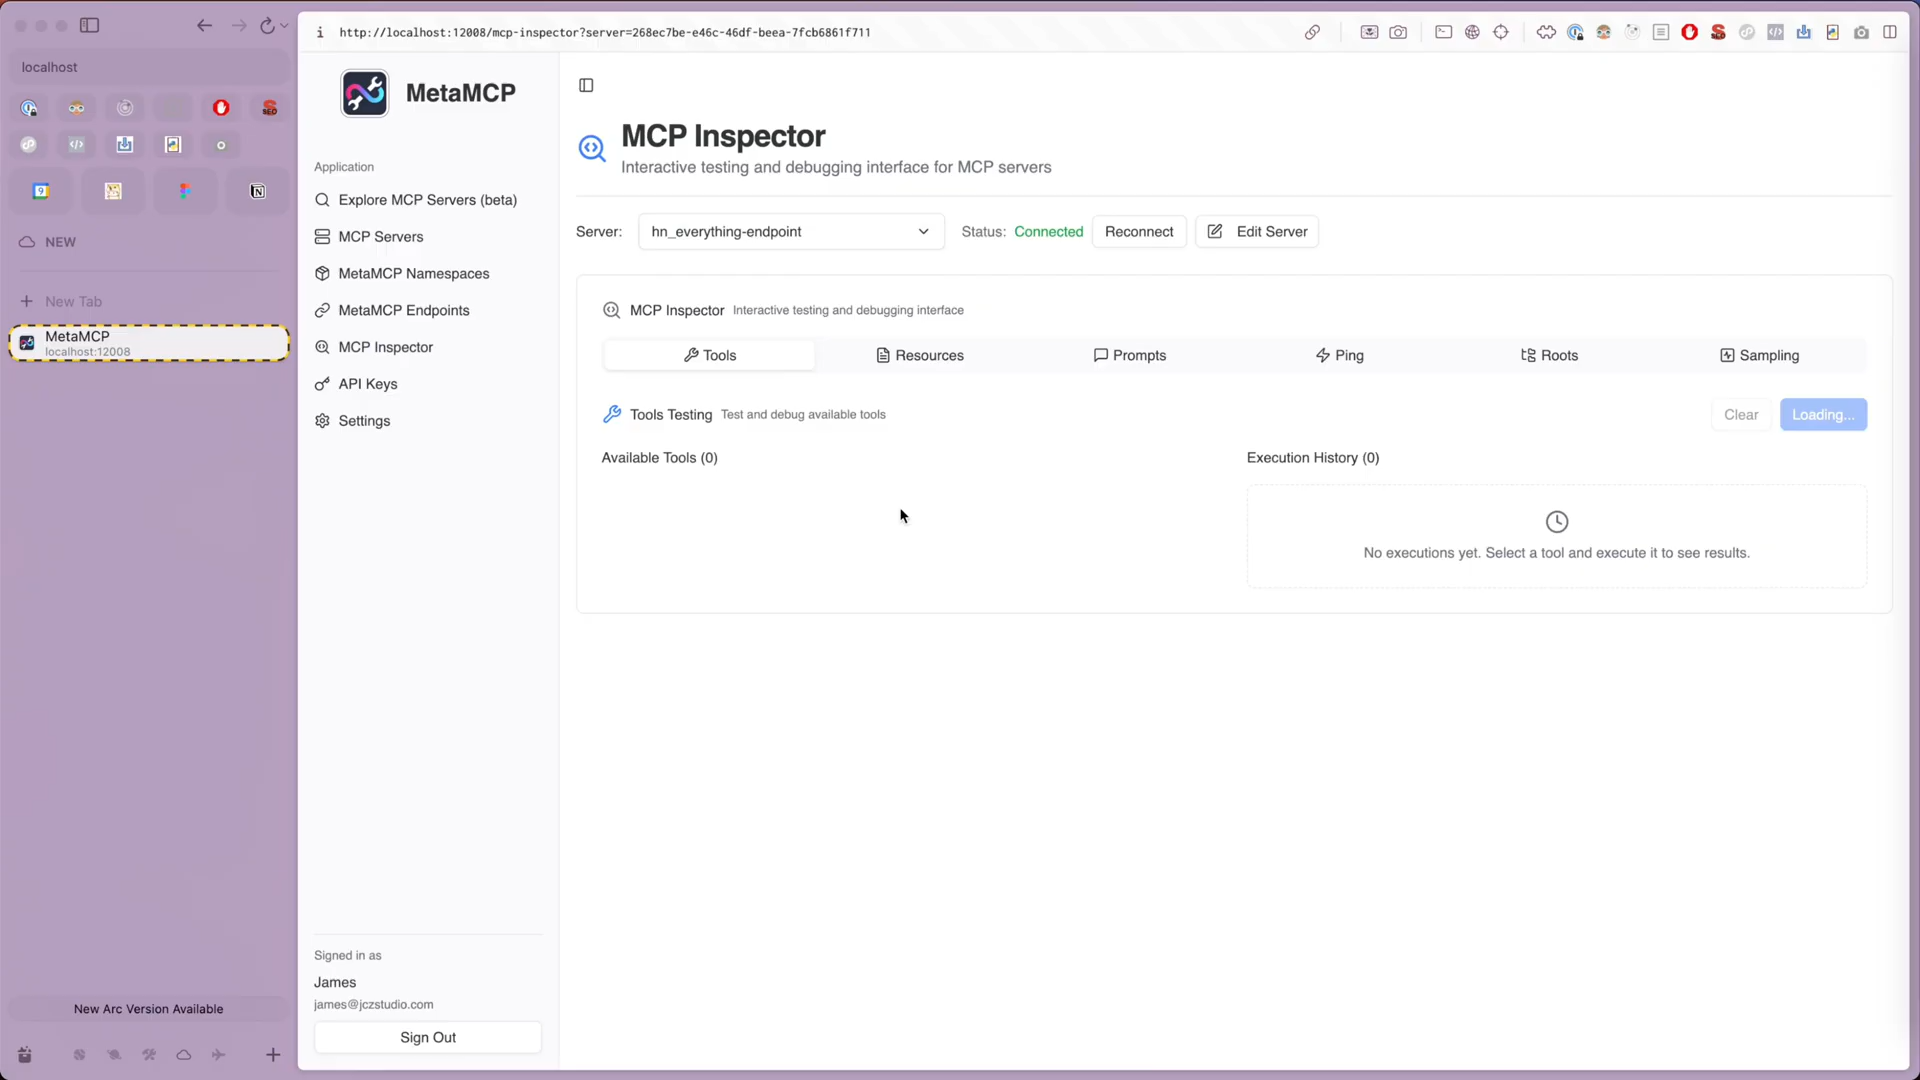 http://localhost:12008/mcp-inspector?server=268ec7be-e46c-46df-beea-7fcb6861f711
localhost
SEO
9
NEW
New Tab
MetaMCP
localhost:12008
New Arc Version Available
MetaMCP
Application
Explore MCP Servers (beta)
MCP Servers
MetaMCP Namespaces
MetaMCP Endpoints
MCP Inspector
API Keys
Settings
Signed in as
James
james@jczstudio.com
Sign Out
MCP Inspector
Interactive testing and debugging interface for MCP servers
Server: hn_everything-endpoint Status: Connected Reconnect Edit Server
MCP Inspector Interactive testing and debugging interface
Tools Resources Prompts Ping Roots Sampling
Tools Testing Test and debug available tools Clear Loading...
Available Tools (0) Execution History (0)
No executions yet. Select a tool and execute it to see results.